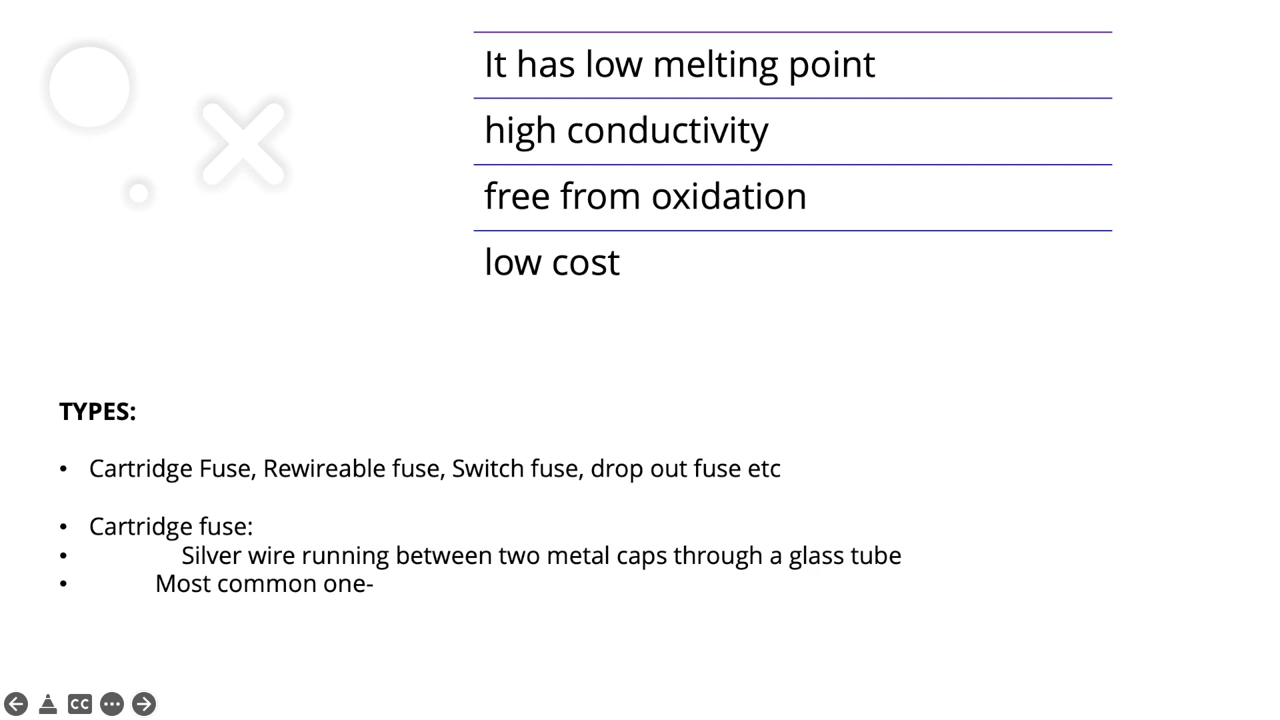 It has low melting point
high conductivity
free from oxidation
low cost
TYPES:
• Cartridge Fuse, Rewireable fuse, Switch fuse, drop out fuse etc
• Cartridge fuse:
• Silver wire running between two metal caps through a glass tube
• Most common one-
CC